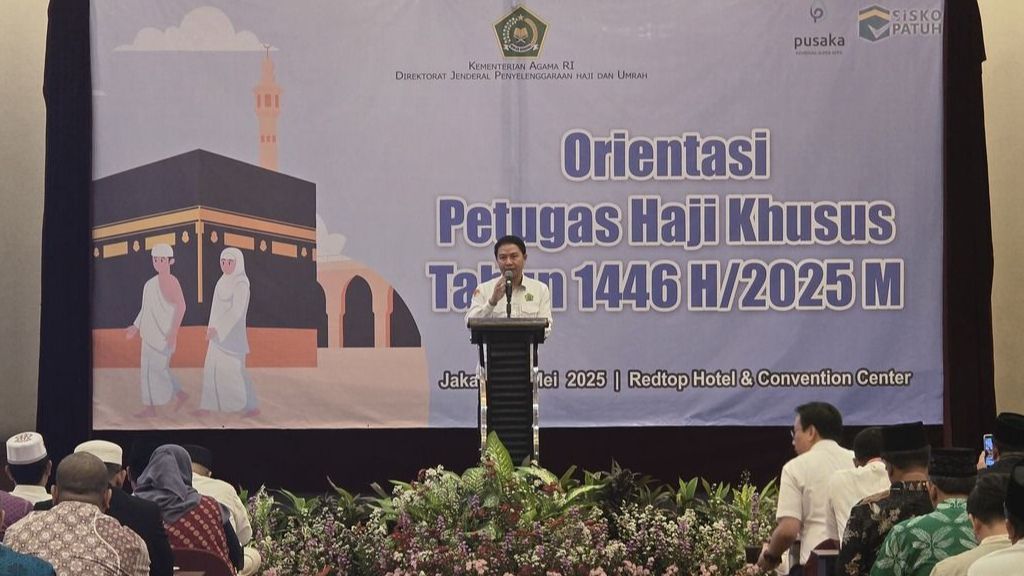 KEMENTERIAN AGAMA RI
DIREKTORAT JENDERAL PENYELENGGARAAN HAJI DAN UMRAH
pusaka
SISKO
PATUH
Orientasi
Petugas Haji Khusus
Tahun 1446 H/2025 M
Mei 2025 | Redtop Hotel & Convention Center